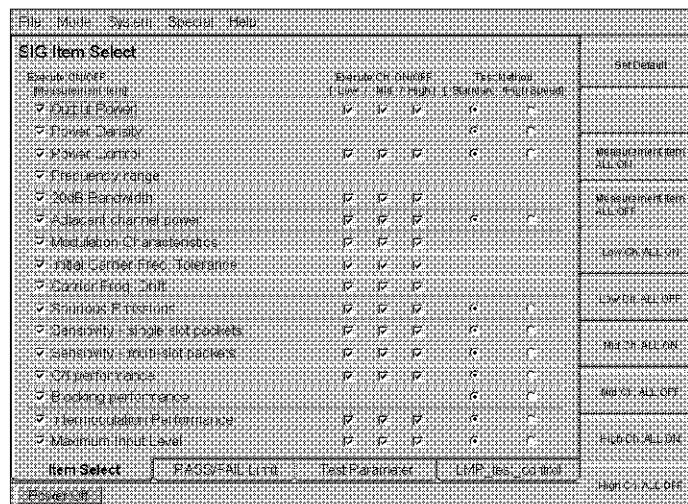 File Mode System Special Help
SIG Item Select
Execute ON/OFF
[Measurement Item]
Execute Ch. ON/OFF
[ Low / Mid / High ]
Test Method
[ Standard /High Speed]
Output Power
Power Density
Power Control
Frequency range
20dB Bandwidth
Adjacent channel power
Modulation Characteristics
Initial Carrier Freq. Tolerance
Carrier Freq. Drift
Spurious Emissions
Sensitivity - single slot packets
Sensitivity - multi-slot packets
C/I performance
Blocking performance
Intermodulation Performance
Maximum Input Level
Item Select
PASS/FAIL Limit
Test Parameter
LMP_test_control
Power Off
Set Default
Measurement Item
ALL ON
Measurement Item
ALL OFF
Low Ch. ALL ON
Low Ch. ALL OFF
Mid Ch. ALL ON
Mid Ch. ALL OFF
High Ch. ALL ON
High Ch. ALL OFF